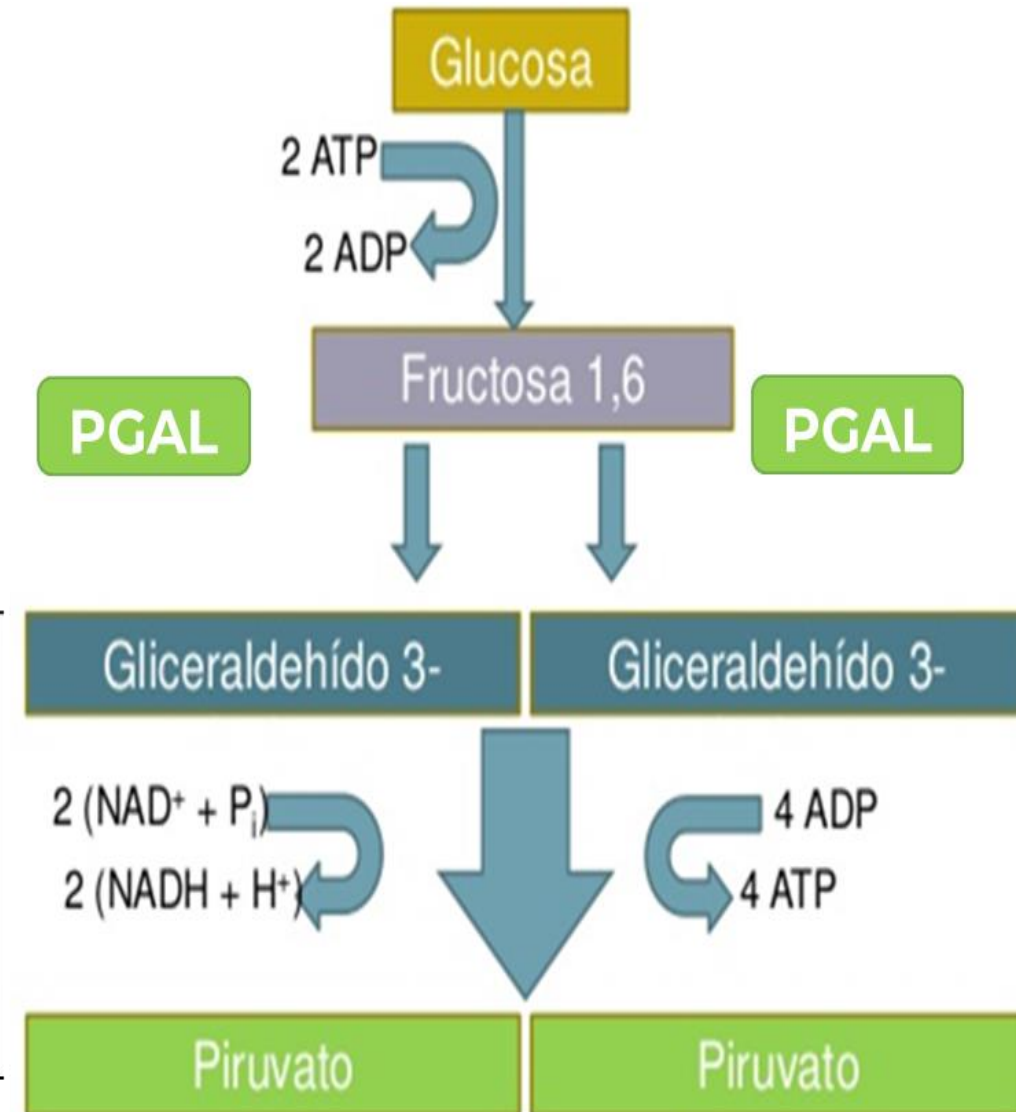 Glucosa
2 ATP
2 ADP
Fructosa 1,6
PGAL
PGAL
Gliceraldehído 3-
Gliceraldehído 3-
2 (NAD⁺ + Pᵢ)
4 ADP
2 (NADH + H⁺)
4 ATP
Piruvato
Piruvato